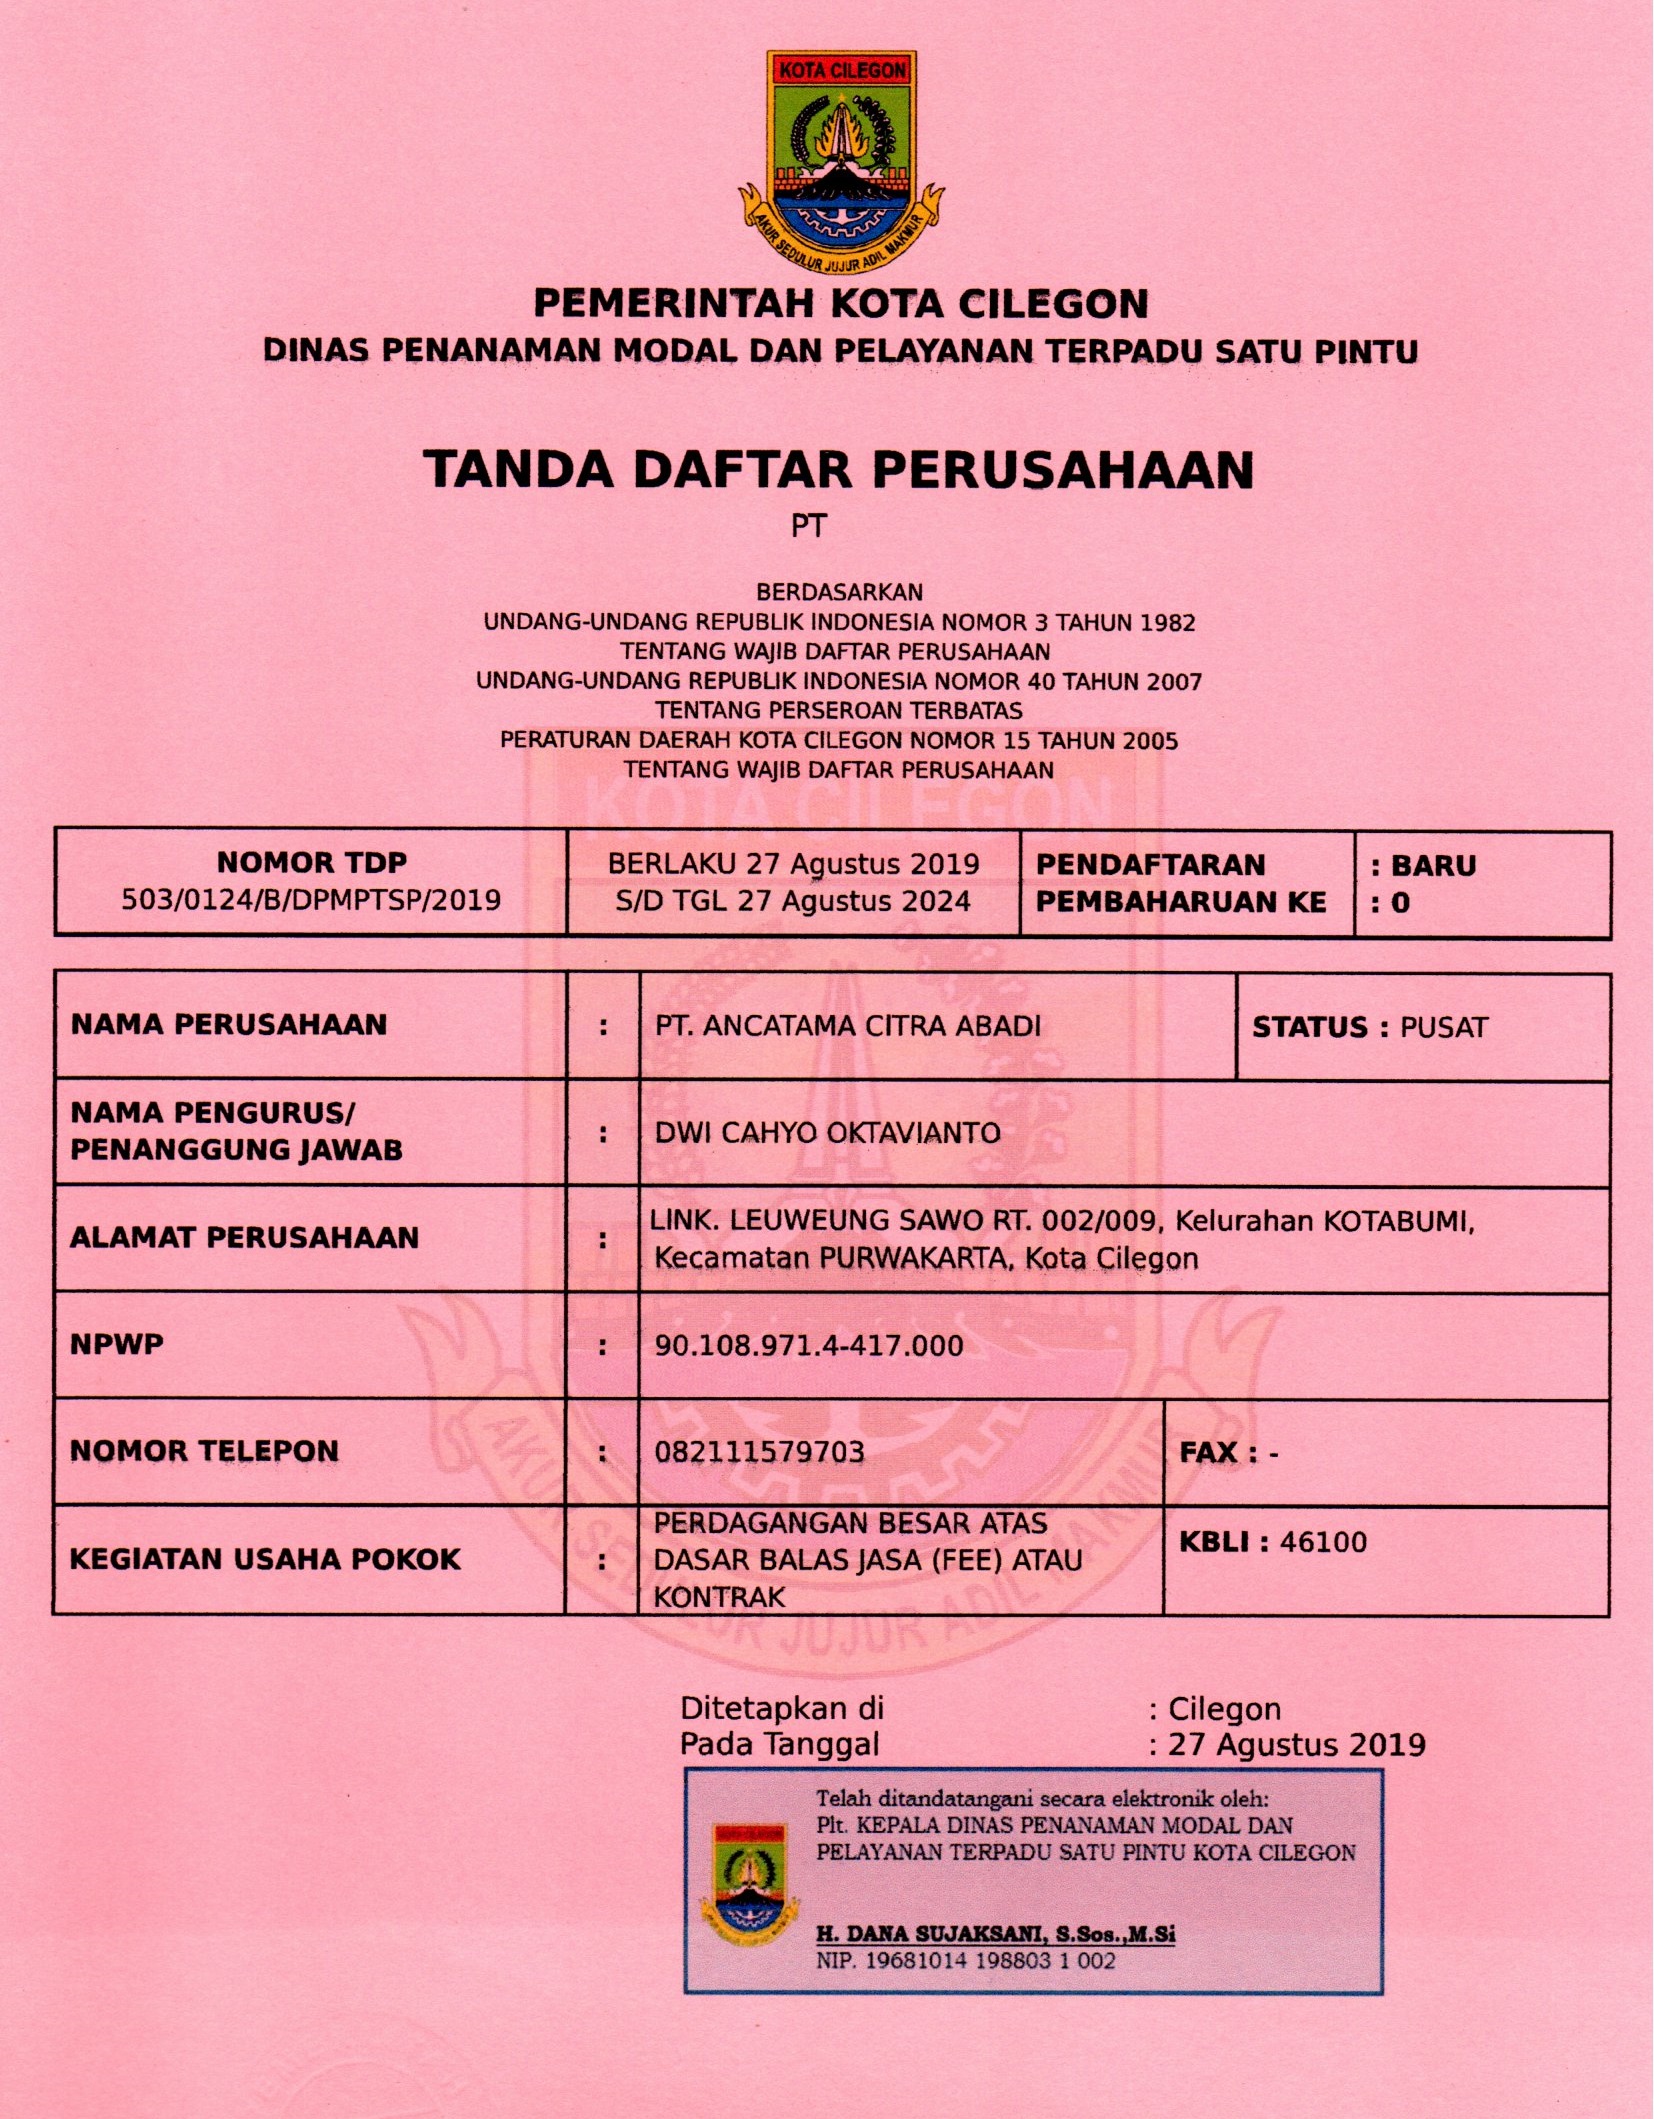 KOTA CILEGON
AKUR SEDULUR JUJUR ADIL MAKMUR
PEMERINTAH KOTA CILEGON
DINAS PENANAMAN MODAL DAN PELAYANAN TERPADU SATU PINTU
TANDA DAFTAR PERUSAHAAN
PT
BERDASARKAN
UNDANG-UNDANG REPUBLIK INDONESIA NOMOR 3 TAHUN 1982
TENTANG WAJIB DAFTAR PERUSAHAAN
UNDANG-UNDANG REPUBLIK INDONESIA NOMOR 40 TAHUN 2007
TENTANG PERSEROAN TERBATAS
PERATURAN DAERAH KOTA CILEGON NOMOR 15 TAHUN 2005
TENTANG WAJIB DAFTAR PERUSAHAAN
KOTA CILEGON
NOMOR TDP
503/0124/B/DPMPTSP/2019
BERLAKU 27 Agustus 2019
S/D TGL 27 Agustus 2024
PENDAFTARAN : BARU
PEMBAHARUAN KE : 0
NAMA PERUSAHAAN : PT. ANCATAMA CITRA ABADI STATUS : PUSAT
NAMA PENGURUS/
PENANGGUNG JAWAB : DWI CAHYO OKTAVIANTO
ALAMAT PERUSAHAAN : LINK. LEUWEUNG SAWO RT. 002/009, Kelurahan KOTABUMI,
Kecamatan PURWAKARTA, Kota Cilegon
NPWP : 90.108.971.4-417.000
NOMOR TELEPON : 082111579703 FAX : -
KEGIATAN USAHA POKOK : PERDAGANGAN BESAR ATAS
DASAR BALAS JASA (FEE) ATAU
KONTRAK
KBLI : 46100
AKUR SEDULUR JUJUR ADIL MAKMUR
Ditetapkan di : Cilegon
Pada Tanggal : 27 Agustus 2019
Telah ditandatangani secara elektronik oleh:
Plt. KEPALA DINAS PENANAMAN MODAL DAN
PELAYANAN TERPADU SATU PINTU KOTA CILEGON
H. DANA SUJAKSANI, S.Sos.,M.Si
NIP. 19681014 198803 1 002